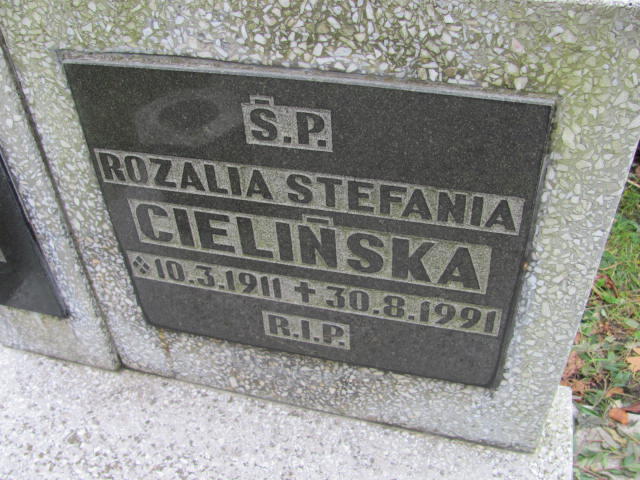 Ś.P.
ROZALIA STEFANIA
CIELIŃSKA
10.3.1911 ✝ 30.8.1991
R.I.P.